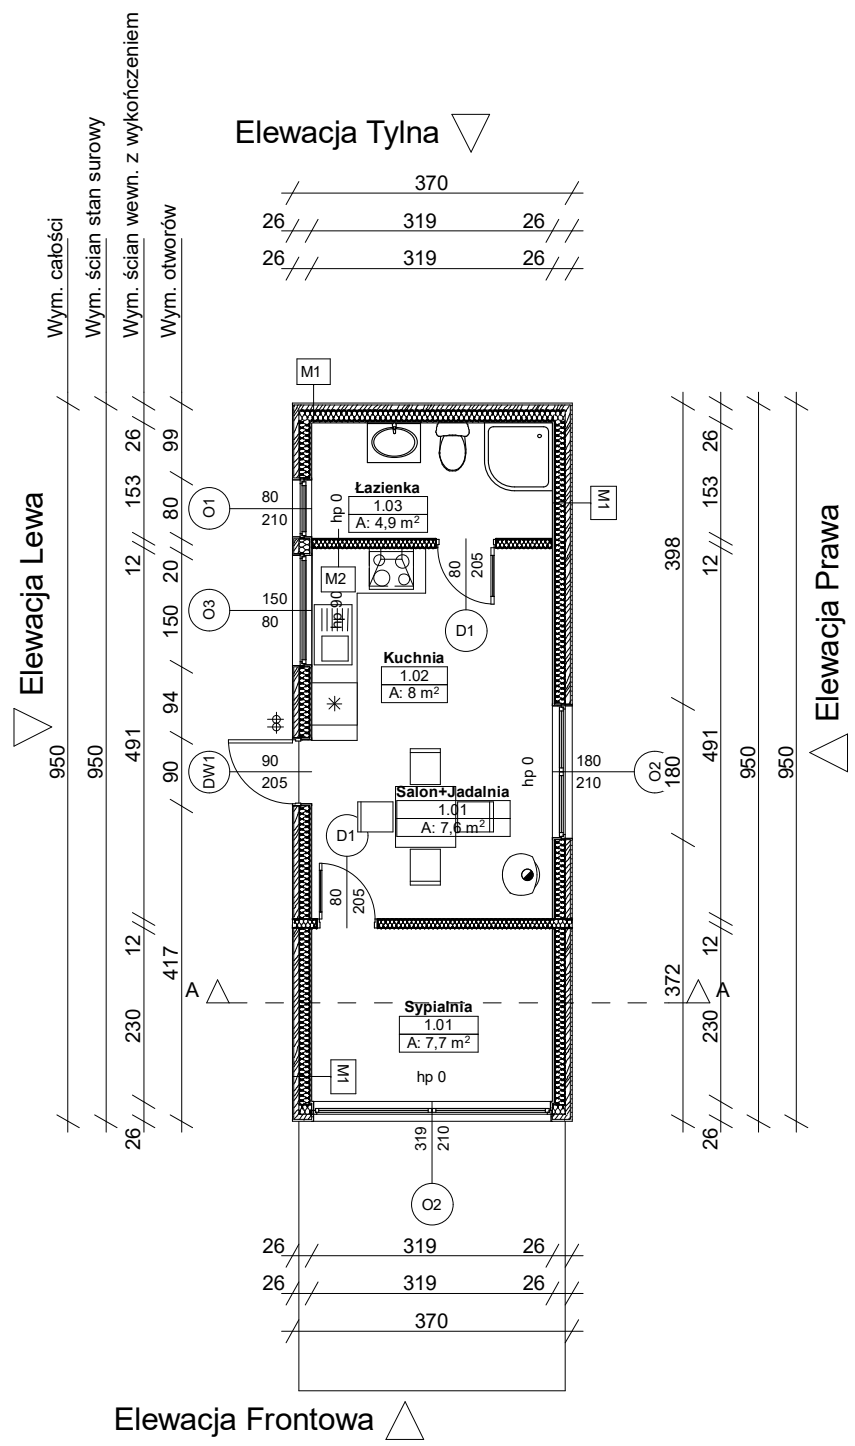 Elewacja Tylna
370
26 319 26
26 319 26
Wym. całości
Wym. ścian stan surowy
Wym. ścian wewn. z wykończeniem
Wym. otworów
Elewacja Lewa
950
950
26
153
12
491
12
230
26
99
80
20
150
94
90
417
M1
O1
80
210
hp 0
Łazienka
1.03
A: 4,9 m²
M1
M2
80
205
D1
O3
150
80
hp 90
Kuchnia
1.02
A: 8 m²
DW1
90
205
hp 0
180
210
O2
Salon+Jadalnia
1.01
A: 7,6 m²
D1
80
205
A
A
Sypialnia
1.01
A: 7,7 m²
M1
hp 0
319
210
O2
398
180
372
26
153
12
491
12
230
26
950
950
Elewacja Prawa
26 319 26
26 319 26
370
Elewacja Frontowa